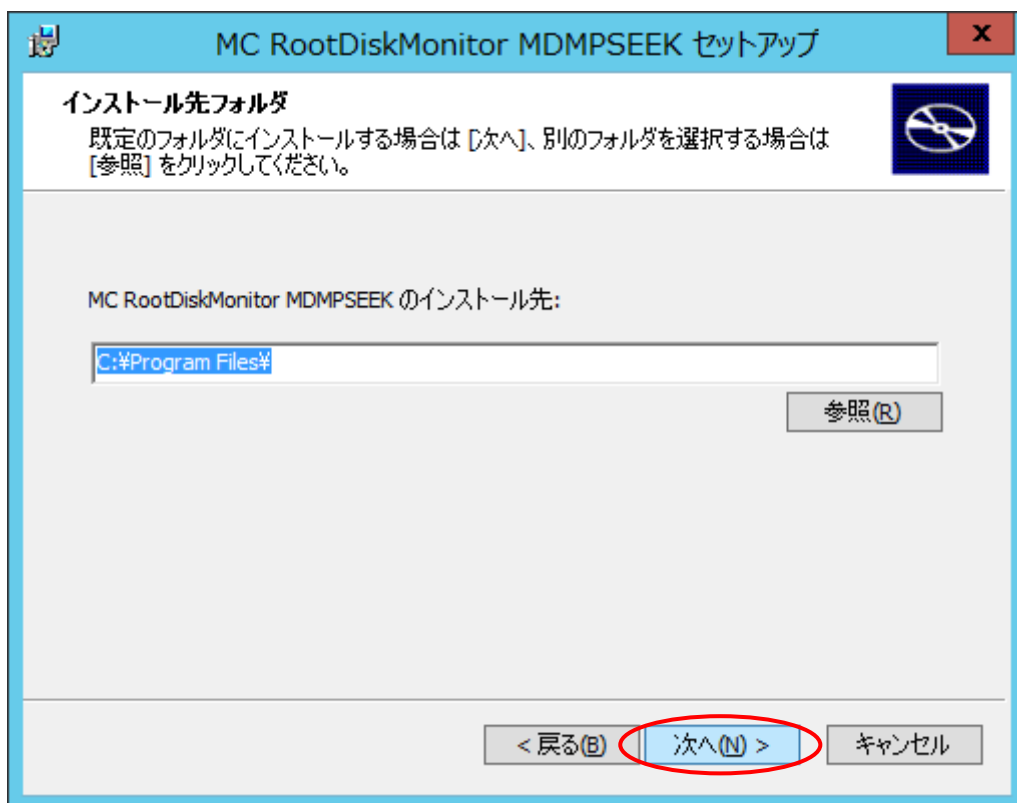 MC RootDiskMonitor MDMPSEEK セットアップ
x
インストール先フォルダ
既定のフォルダにインストールする場合は [次へ]、別のフォルダを選択する場合は
[参照] をクリックしてください。
MC RootDiskMonitor MDMPSEEK のインストール先:
C:¥Program Files¥
参照(R)
< 戻る(B)
次へ(N) >
キャンセル